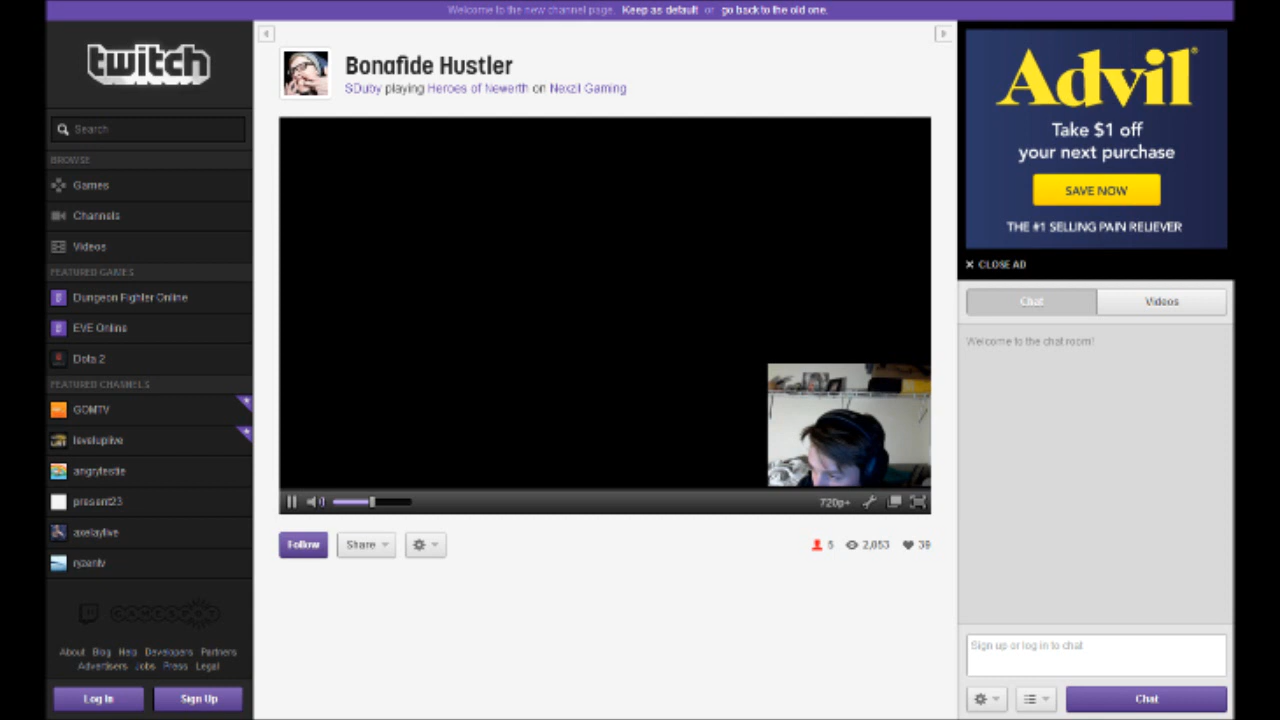 Welcome to the new channel page. Keep as default or go back to the old one.
twitch
Search
BROWSE
Games
Channels
Videos
FEATURED GAMES
Dungeon Fighter Online
EVE Online
Dota 2
FEATURED CHANNELS
GOMTV
leveluplive
angrytestie
present23
axelaylive
ryzentv
GAMESPOT
About Blog Help Developers Partners
Advertisers Jobs Press Legal
Log In
Sign Up
Bonafide Hustler
SDuby playing Heroes of Newerth on Nexzil Gaming
720p+
Follow
Share
5
2,053
39
Advil®
Take $1 off
your next purchase
SAVE NOW
THE #1 SELLING PAIN RELIEVER
X CLOSE AD
Chat
Videos
Welcome to the chat room!
Sign up or log in to chat
Chat